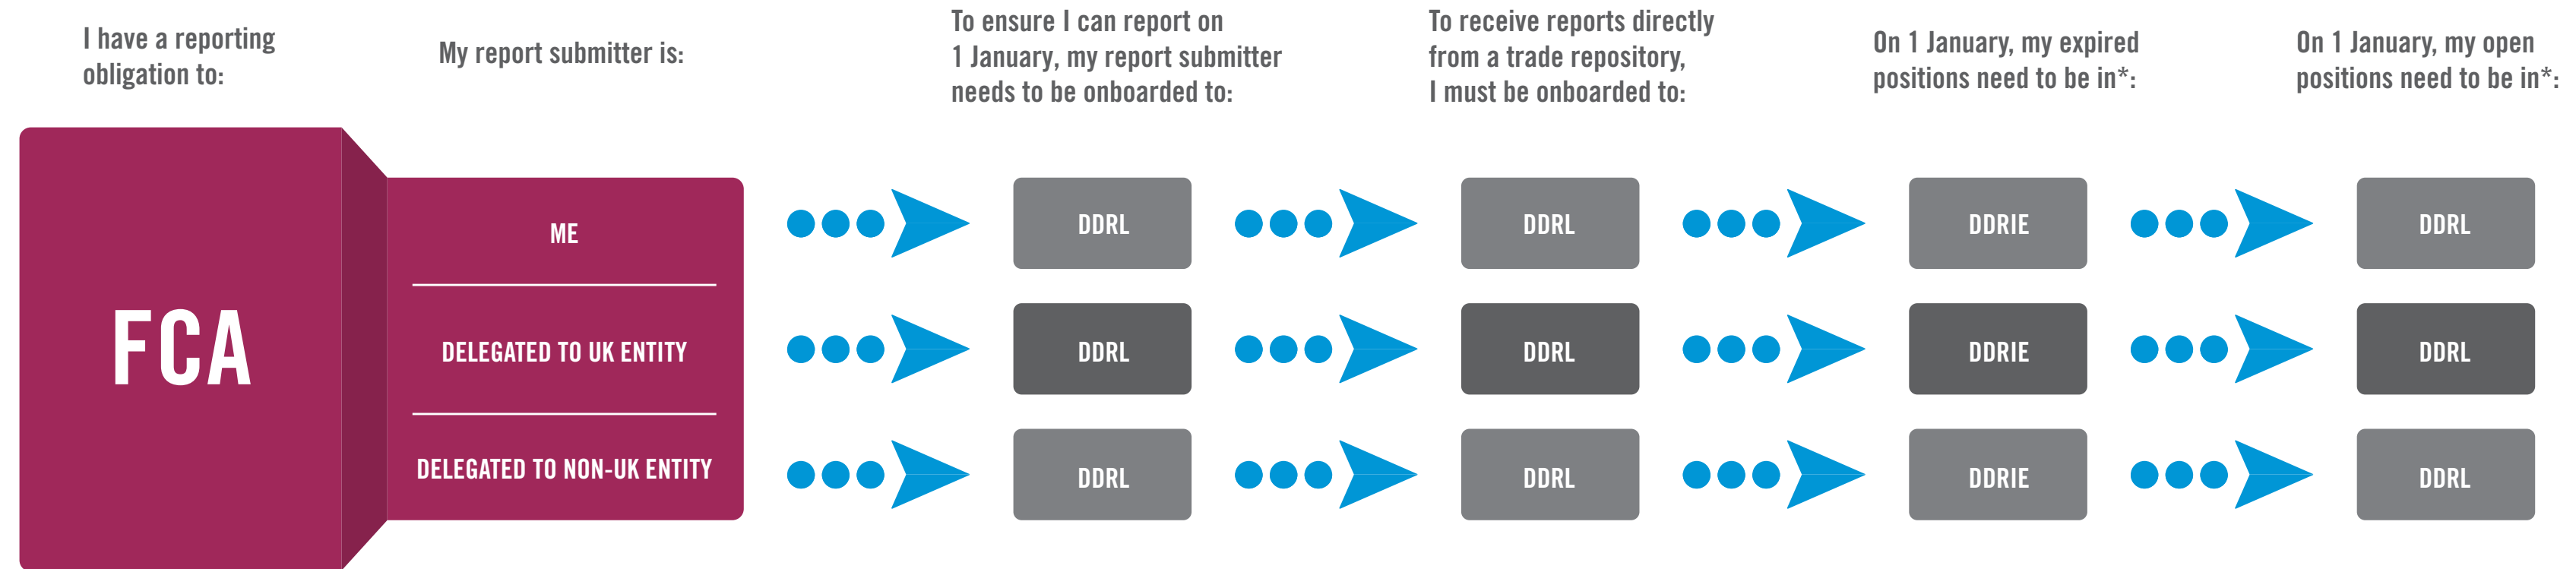 I have a reporting
obligation to:
My report submitter is:
To ensure I can report on
1 January, my report submitter
needs to be onboarded to:
To receive reports directly
from a trade repository,
I must be onboarded to:
On 1 January, my expired
positions need to be in*:
On 1 January, my open
positions need to be in*:
FCA
ME
DDRL
DDRL
DDRIE
DDRL
DELEGATED TO UK ENTITY
DDRL
DDRL
DDRIE
DDRL
DELEGATED TO NON-UK ENTITY
DDRL
DDRL
DDRIE
DDRL